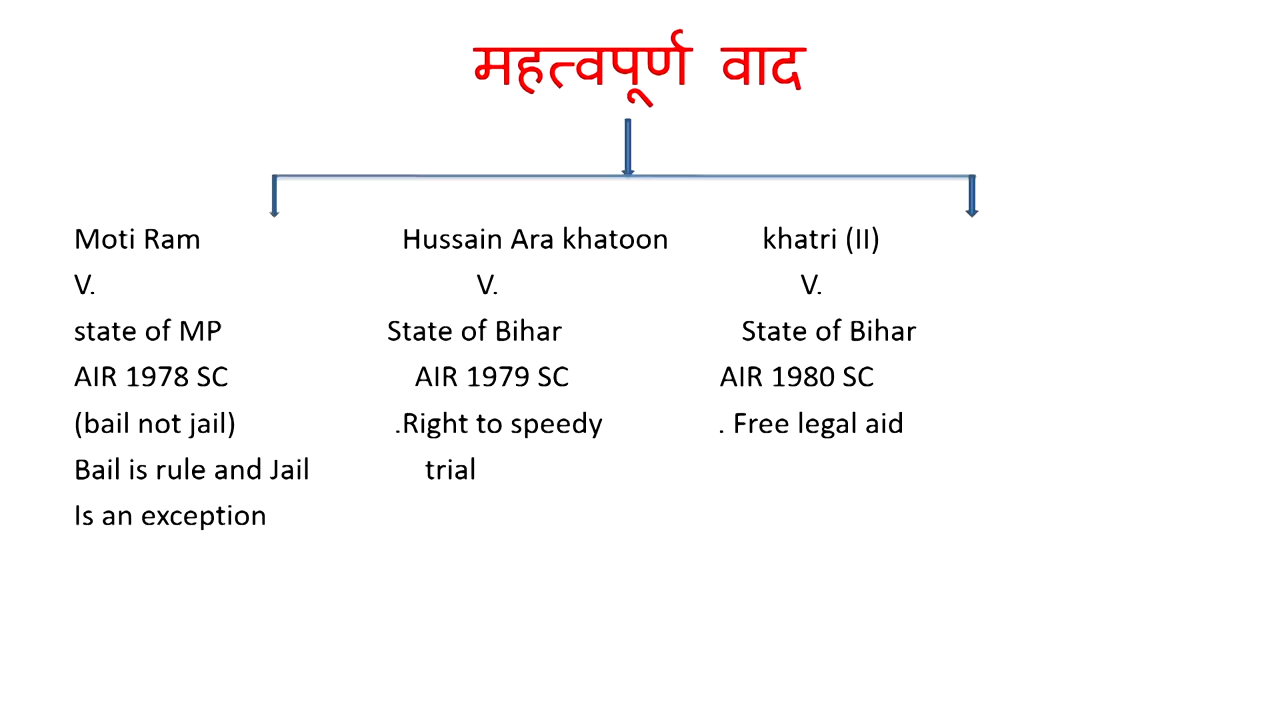 महत्वपूर्ण वाद
Moti Ram Hussain Ara khatoon khatri (II)
V. V. V.
state of MP State of Bihar State of Bihar
AIR 1978 SC AIR 1979 SC AIR 1980 SC
(bail not jail) .Right to speedy . Free legal aid
Bail is rule and Jail trial
Is an exception